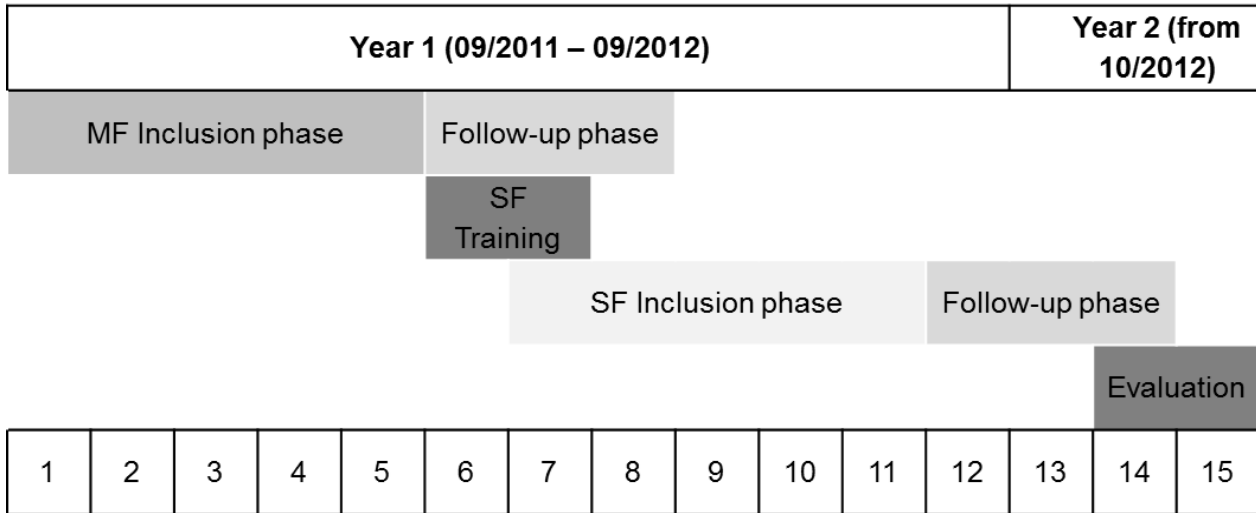 Year 1 (09/2011 – 09/2012)
Year 2 (from
10/2012)
MF Inclusion phase
Follow-up phase
SF
Training
SF Inclusion phase
Follow-up phase
Evaluation
1 2 3 4 5 6 7 8 9 10 11 12 13 14 15